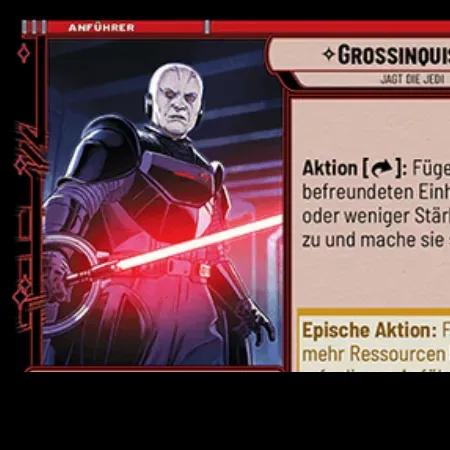 ANFÜHRER
GROSSINQUIS
JAGT DIE JEDI
Aktion [ ]: Füge
befreundeten Einh
oder weniger Stärk
zu und mache sie
Epische Aktion: F
mehr Ressourcen